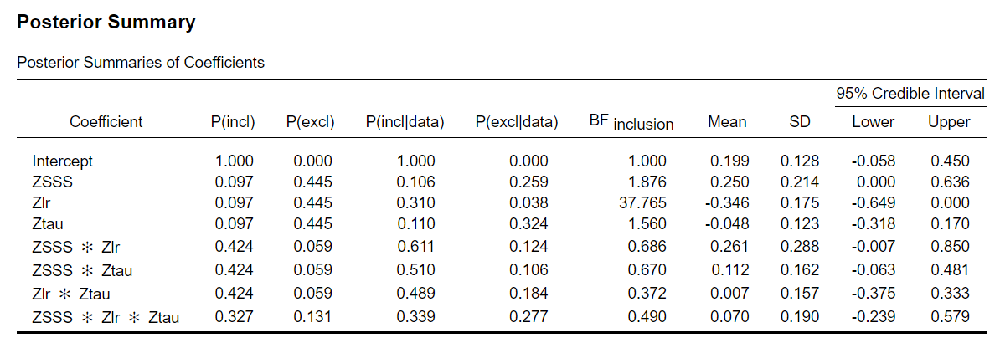 Posterior Summary
Posterior Summaries of Coefficients
95% Credible Interval
Coefficient P(incl) P(excl) P(incl|data) P(excl|data) BF inclusion Mean SD Lower Upper
Intercept 1.000 0.000 1.000 0.000 1.000 0.199 0.128 -0.058 0.450
ZSSS 0.097 0.445 0.106 0.259 1.876 0.250 0.214 0.000 0.636
Zlr 0.097 0.445 0.310 0.038 37.765 -0.346 0.175 -0.649 0.000
Ztau 0.097 0.445 0.110 0.324 1.560 -0.048 0.123 -0.318 0.170
ZSSS ✻ Zlr 0.424 0.059 0.611 0.124 0.686 0.261 0.288 -0.007 0.850
ZSSS ✻ Ztau 0.424 0.059 0.510 0.106 0.670 0.112 0.162 -0.063 0.481
Zlr ✻ Ztau 0.424 0.059 0.489 0.184 0.372 0.007 0.157 -0.375 0.333
ZSSS ✻ Zlr ✻ Ztau 0.327 0.131 0.339 0.277 0.490 0.070 0.190 -0.239 0.579